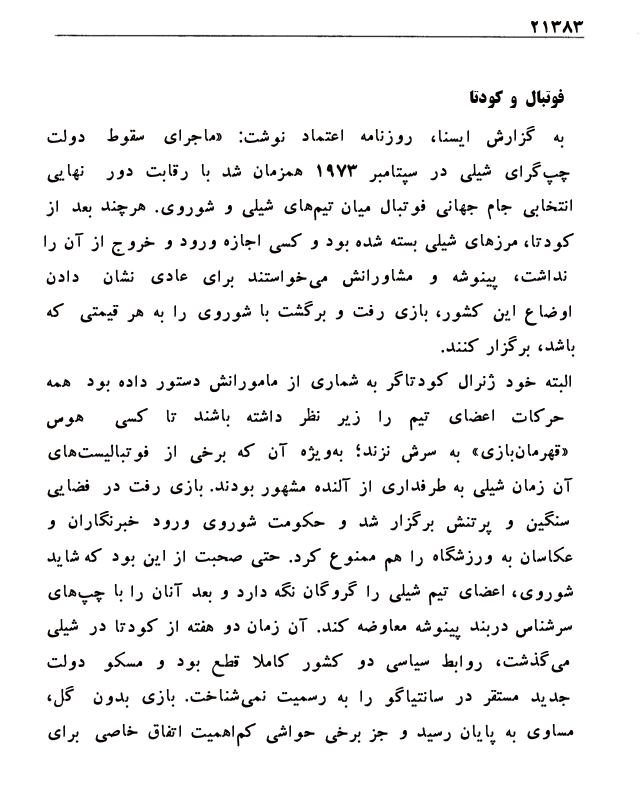 ۲۱۳۸۳
فوتبال و کودتا
به گزارش ایسنا، روزنامه اعتماد نوشت: «ماجرای سقوط دولت
چپ‌گرای شیلی در سپتامبر ۱۹۷۳ همزمان شد با رقابت دور نهایی
انتخابی جام جهانی فوتبال میان تیم‌های شیلی و شوروی. هرچند بعد از
کودتا، مرزهای شیلی بسته شده بود و کسی اجازه ورود و خروج از آن را
نداشت، پینوشه و مشاورانش می‌خواستند برای عادی نشان دادن
اوضاع این کشور، بازی رفت و برگشت با شوروی را به هر قیمتی که
باشد، برگزار کنند.
البته خود ژنرال کودتاگر به شماری از مامورانش دستور داده بود همه
حرکات اعضای تیم را زیر نظر داشته باشند تا کسی هوس
«قهرمان‌بازی» به سرش نزند؛ به‌ویژه آن که برخی از فوتبالیست‌های
آن زمان شیلی به طرفداری از آلنده مشهور بودند. بازی رفت در فضایی
سنگین و پرتنش برگزار شد و حکومت شوروی ورود خبرنگاران و
عکاسان به ورزشگاه را هم ممنوع کرد. حتی صحبت از این بود که شاید
شوروی، اعضای تیم شیلی را گروگان نگه دارد و بعد آنان را با چپ‌های
سرشناس دربند پینوشه معاوضه کند. آن زمان دو هفته از کودتا در شیلی
می‌گذشت، روابط سیاسی دو کشور کاملا قطع بود و مسکو دولت
جدید مستقر در سانتیاگو را به رسمیت نمی‌شناخت. بازی بدون گل،
مساوی به پایان رسید و جز برخی حواشی کم‌اهمیت اتفاق خاصی برای